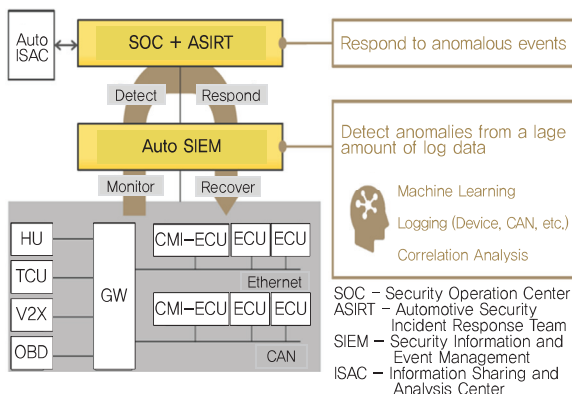 Auto
ISAC
SOC + ASIRT
Respond to anomalous events
Detect
Respond
Auto SIEM
Detect anomalies from a lage
amount of log data
Machine Learning
Logging (Device, CAN, etc.)
Correlation Analysis
Monitor
Recover
HU
TCU
V2X
OBD
GW
CMI-ECU
ECU
ECU
Ethernet
CMI-ECU
ECU
ECU
CAN
SOC - Security Operation Center
ASIRT - Automotive Security
Incident Response Team
SIEM - Security Information and
Event Management
ISAC - Information Sharing and
Analysis Center